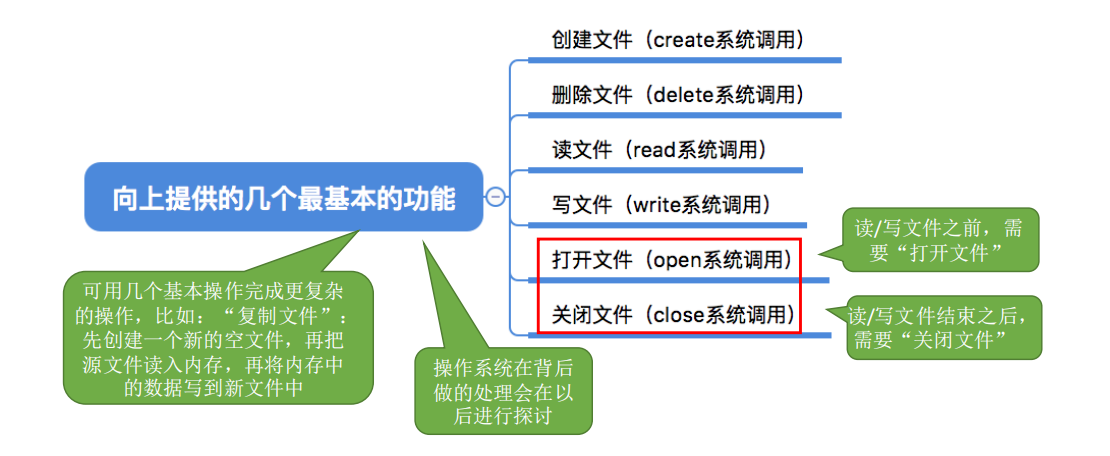 创建文件（create系统调用）
删除文件（delete系统调用）
读文件（read系统调用）
向上提供的几个最基本的功能
写文件（write系统调用）
打开文件（open系统调用）
关闭文件（close系统调用）
读/写文件之前，需
要“打开文件”
读/写文件结束之后，
需要“关闭文件”
可用几个基本操作完成更复杂
的操作，比如：“复制文件”：
先创建一个新的空文件，再把
源文件读入内存，再将内存中
的数据写到新文件中
操作系统在背后
做的处理会在以
后进行探讨